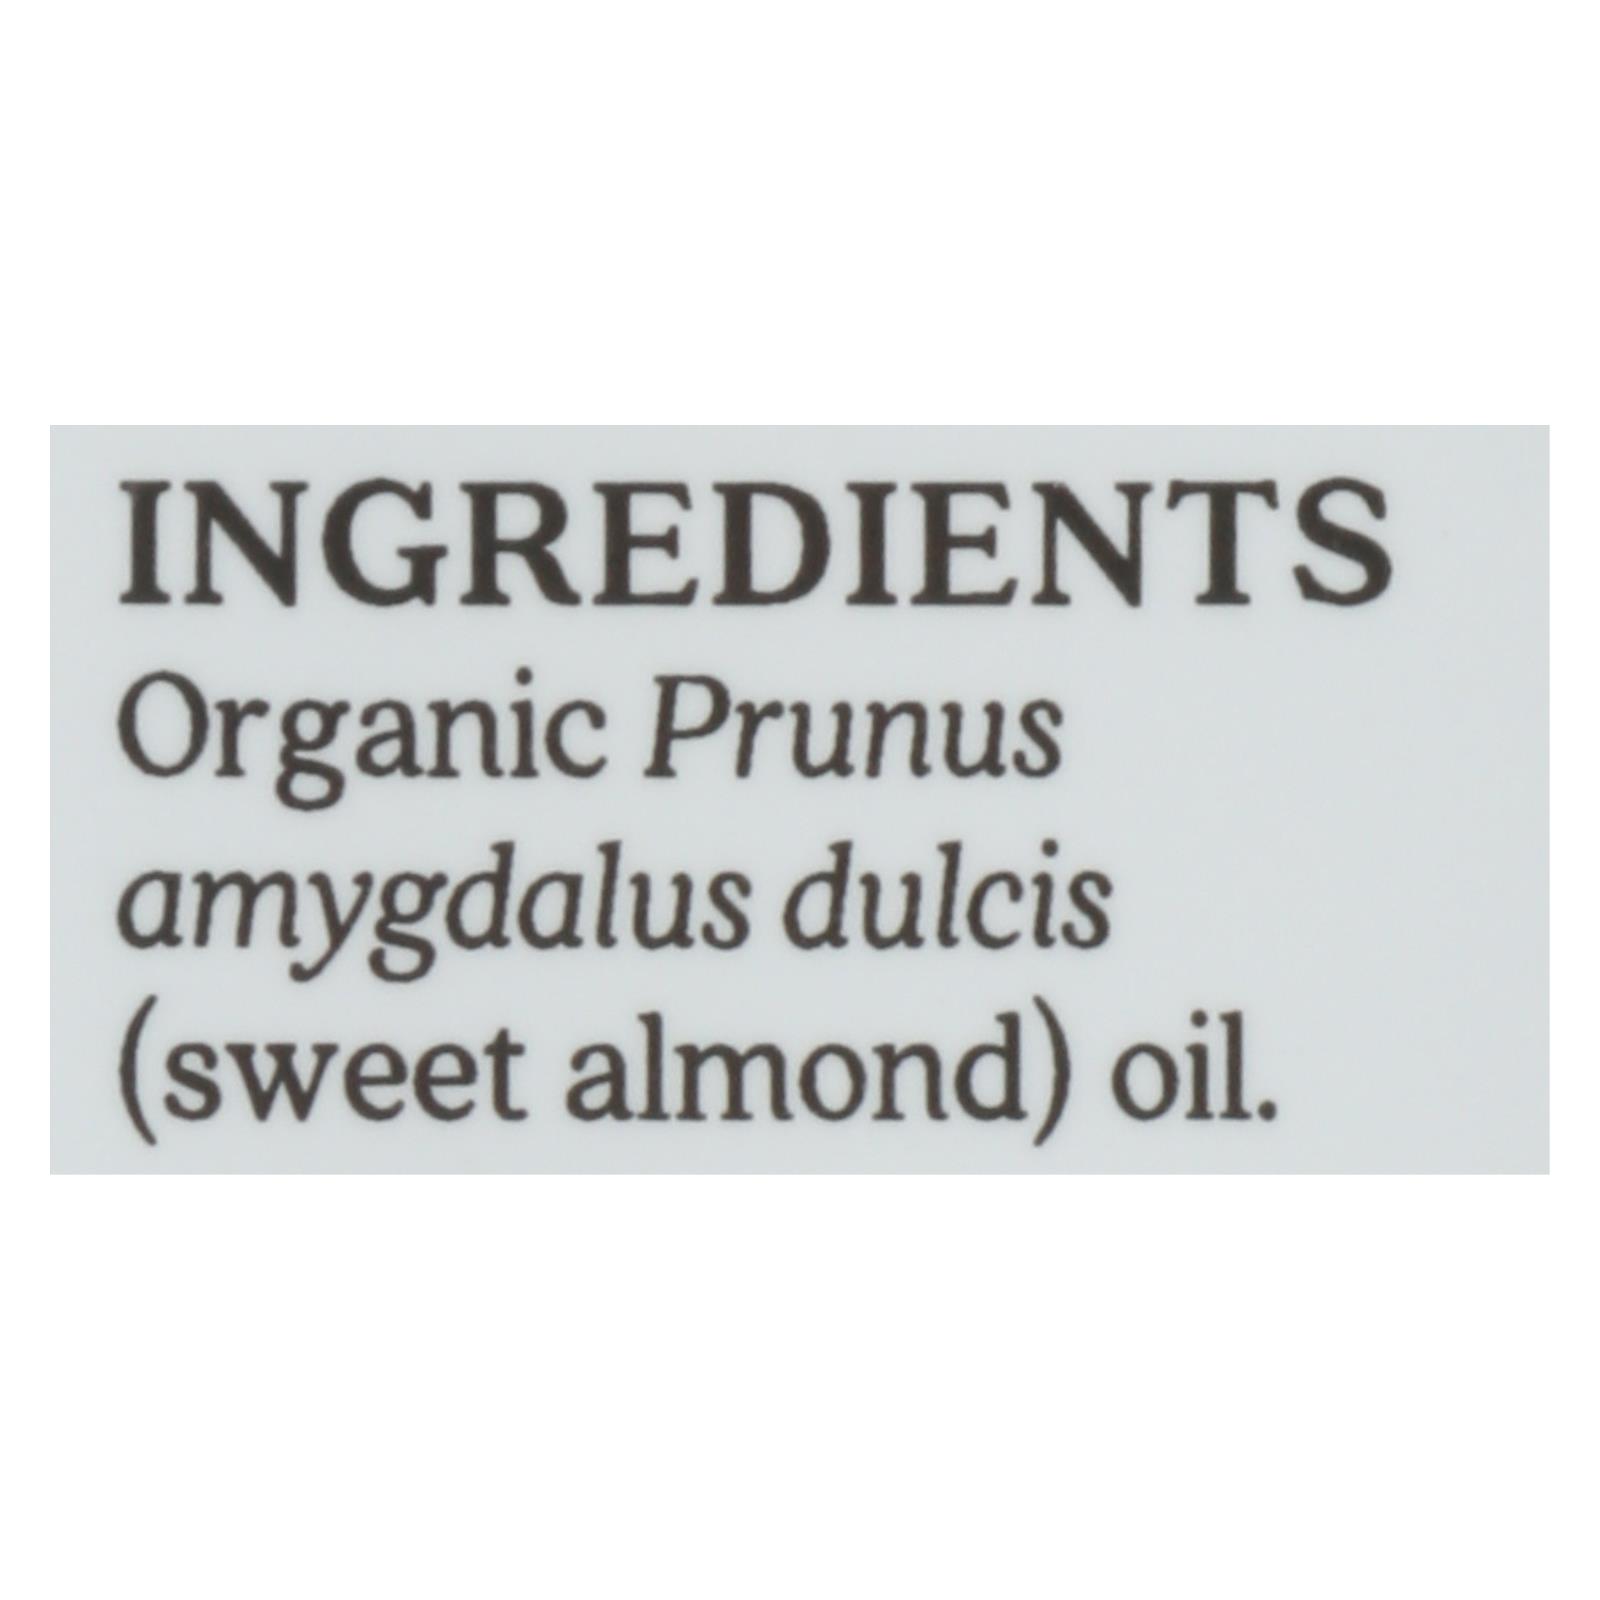 INGREDIENTS
Organic Prunus
amygdalus dulcis
(sweet almond) oil.